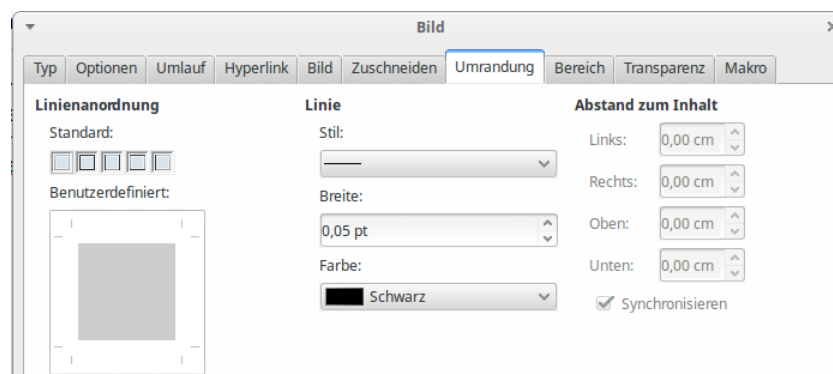 Bild
Typ Optionen Umlauf Hyperlink Bild Zuschneiden Umrandung Bereich Transparenz Makro
Linienanordnung
Standard:
Benutzerdefiniert:
Linie
Stil:
Breite:
0,05 pt
Farbe:
Schwarz
Abstand zum Inhalt
Links: 0,00 cm
Rechts: 0,00 cm
Oben: 0,00 cm
Unten: 0,00 cm
Synchronisieren